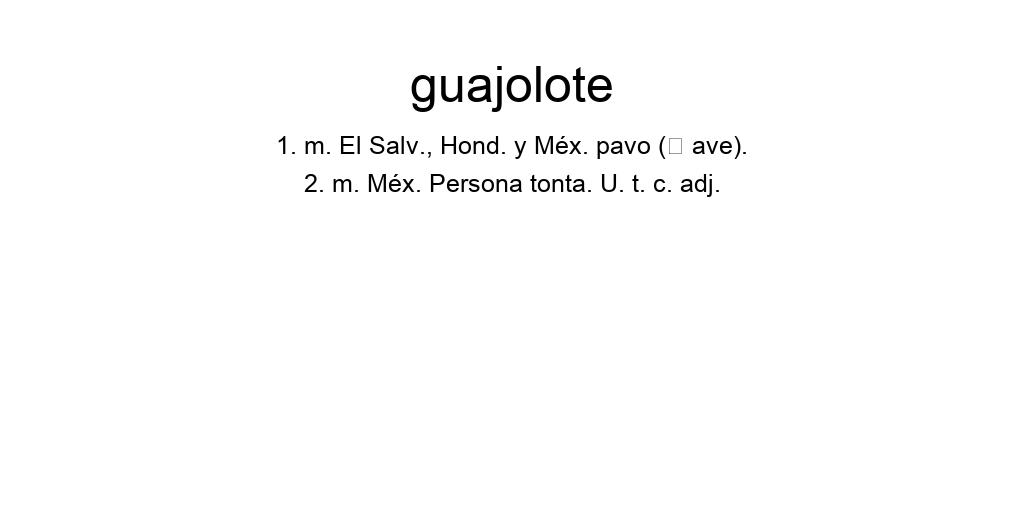 guajolote
1. m. El Salv., Hond. y Méx. pavo (□ ave).
2. m. Méx. Persona tonta. U. t. c. adj.